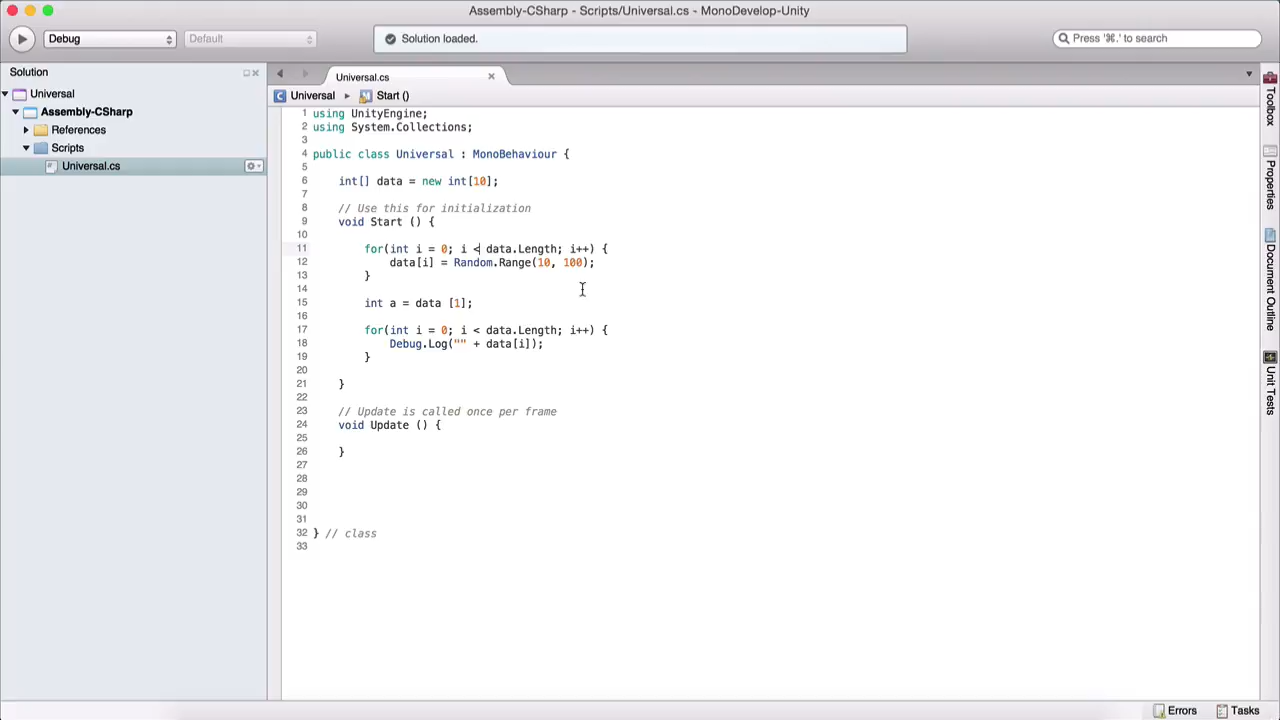 Assembly-CSharp - Scripts/Universal.cs - MonoDevelop-Unity
Debug
Default
Solution loaded.
Press '⌘.' to search
Solution
Universal
Assembly-CSharp
References
Scripts
Universal.cs
Universal.cs
Universal ▸ Start ()
1 using UnityEngine;
2 using System.Collections;
3
4 public class Universal : MonoBehaviour {
5
6 int[] data = new int[10];
7
8 // Use this for initialization
9 void Start () {
10
11 for(int i = 0; i < data.Length; i++) {
12 data[i] = Random.Range(10, 100);
13 }
14
15 int a = data [1];
16
17 for(int i = 0; i < data.Length; i++) {
18 Debug.Log("" + data[i]);
19 }
20
21 }
22
23 // Update is called once per frame
24 void Update () {
25
26 }
27
28
29
30
31
32 } // class
33
Toolbox
Properties
Document Outline
Unit Tests
Errors
Tasks